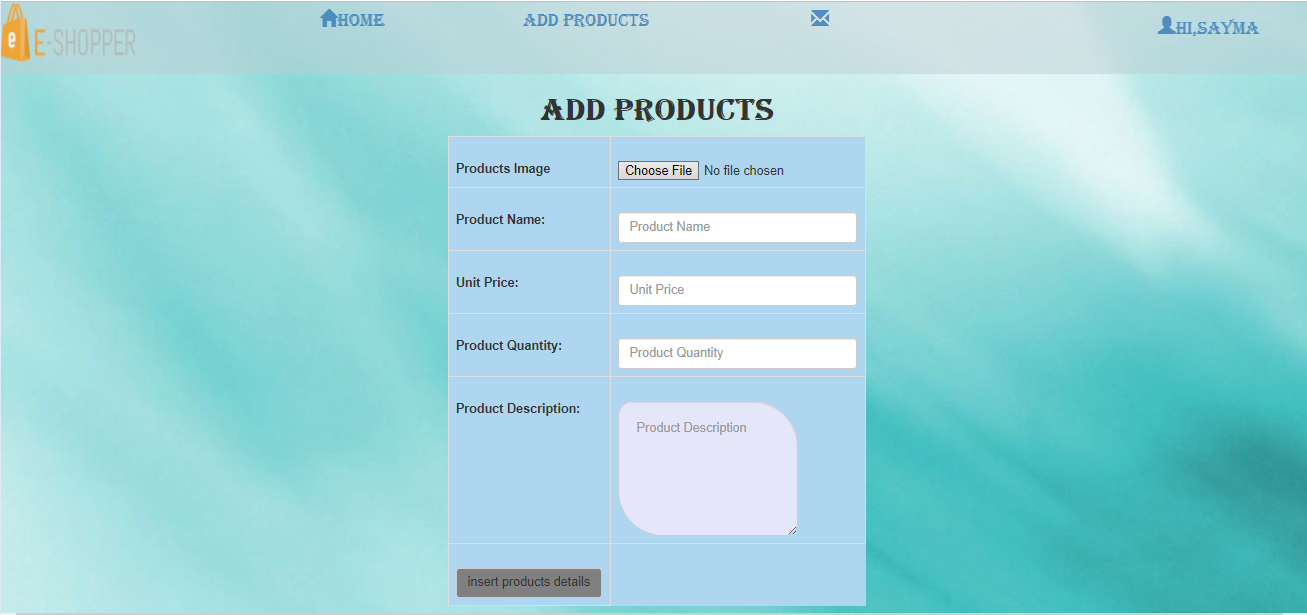 HOME
ADD PRODUCTS
HI,SAYMA
e E-SHOPPER
ADD PRODUCTS
Products Image
Choose File No file chosen
Product Name:
Product Name
Unit Price:
Unit Price
Product Quantity:
Product Quantity
Product Description:
Product Description
insert products details